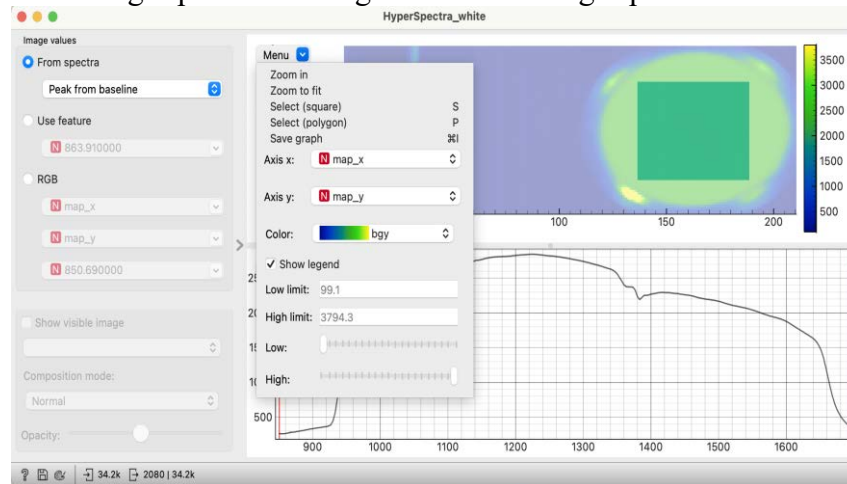 HyperSpectra_white
Image values
From spectra
Peak from baseline
Use feature
N 863.910000
RGB
N map_x
N map_y
N 850.690000
Show visible image
Composition mode:
Normal
Opacity:
Menu
Zoom in
Zoom to fit
Select (square) S
Select (polygon) P
Save graph ⌘I
Axis x: N map_x
Axis y: N map_y
Color: bgy
Show legend
Low limit: 99.1
High limit: 3794.3
Low:
High:
100 150 200
3500
3000
2500
2000
1500
1000
500
500
900 1000 1100 1200 1300 1400 1500 1600
? 34.2k 2080 | 34.2k